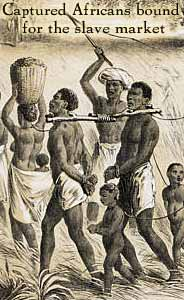 Captured Africans bound
for the slave market